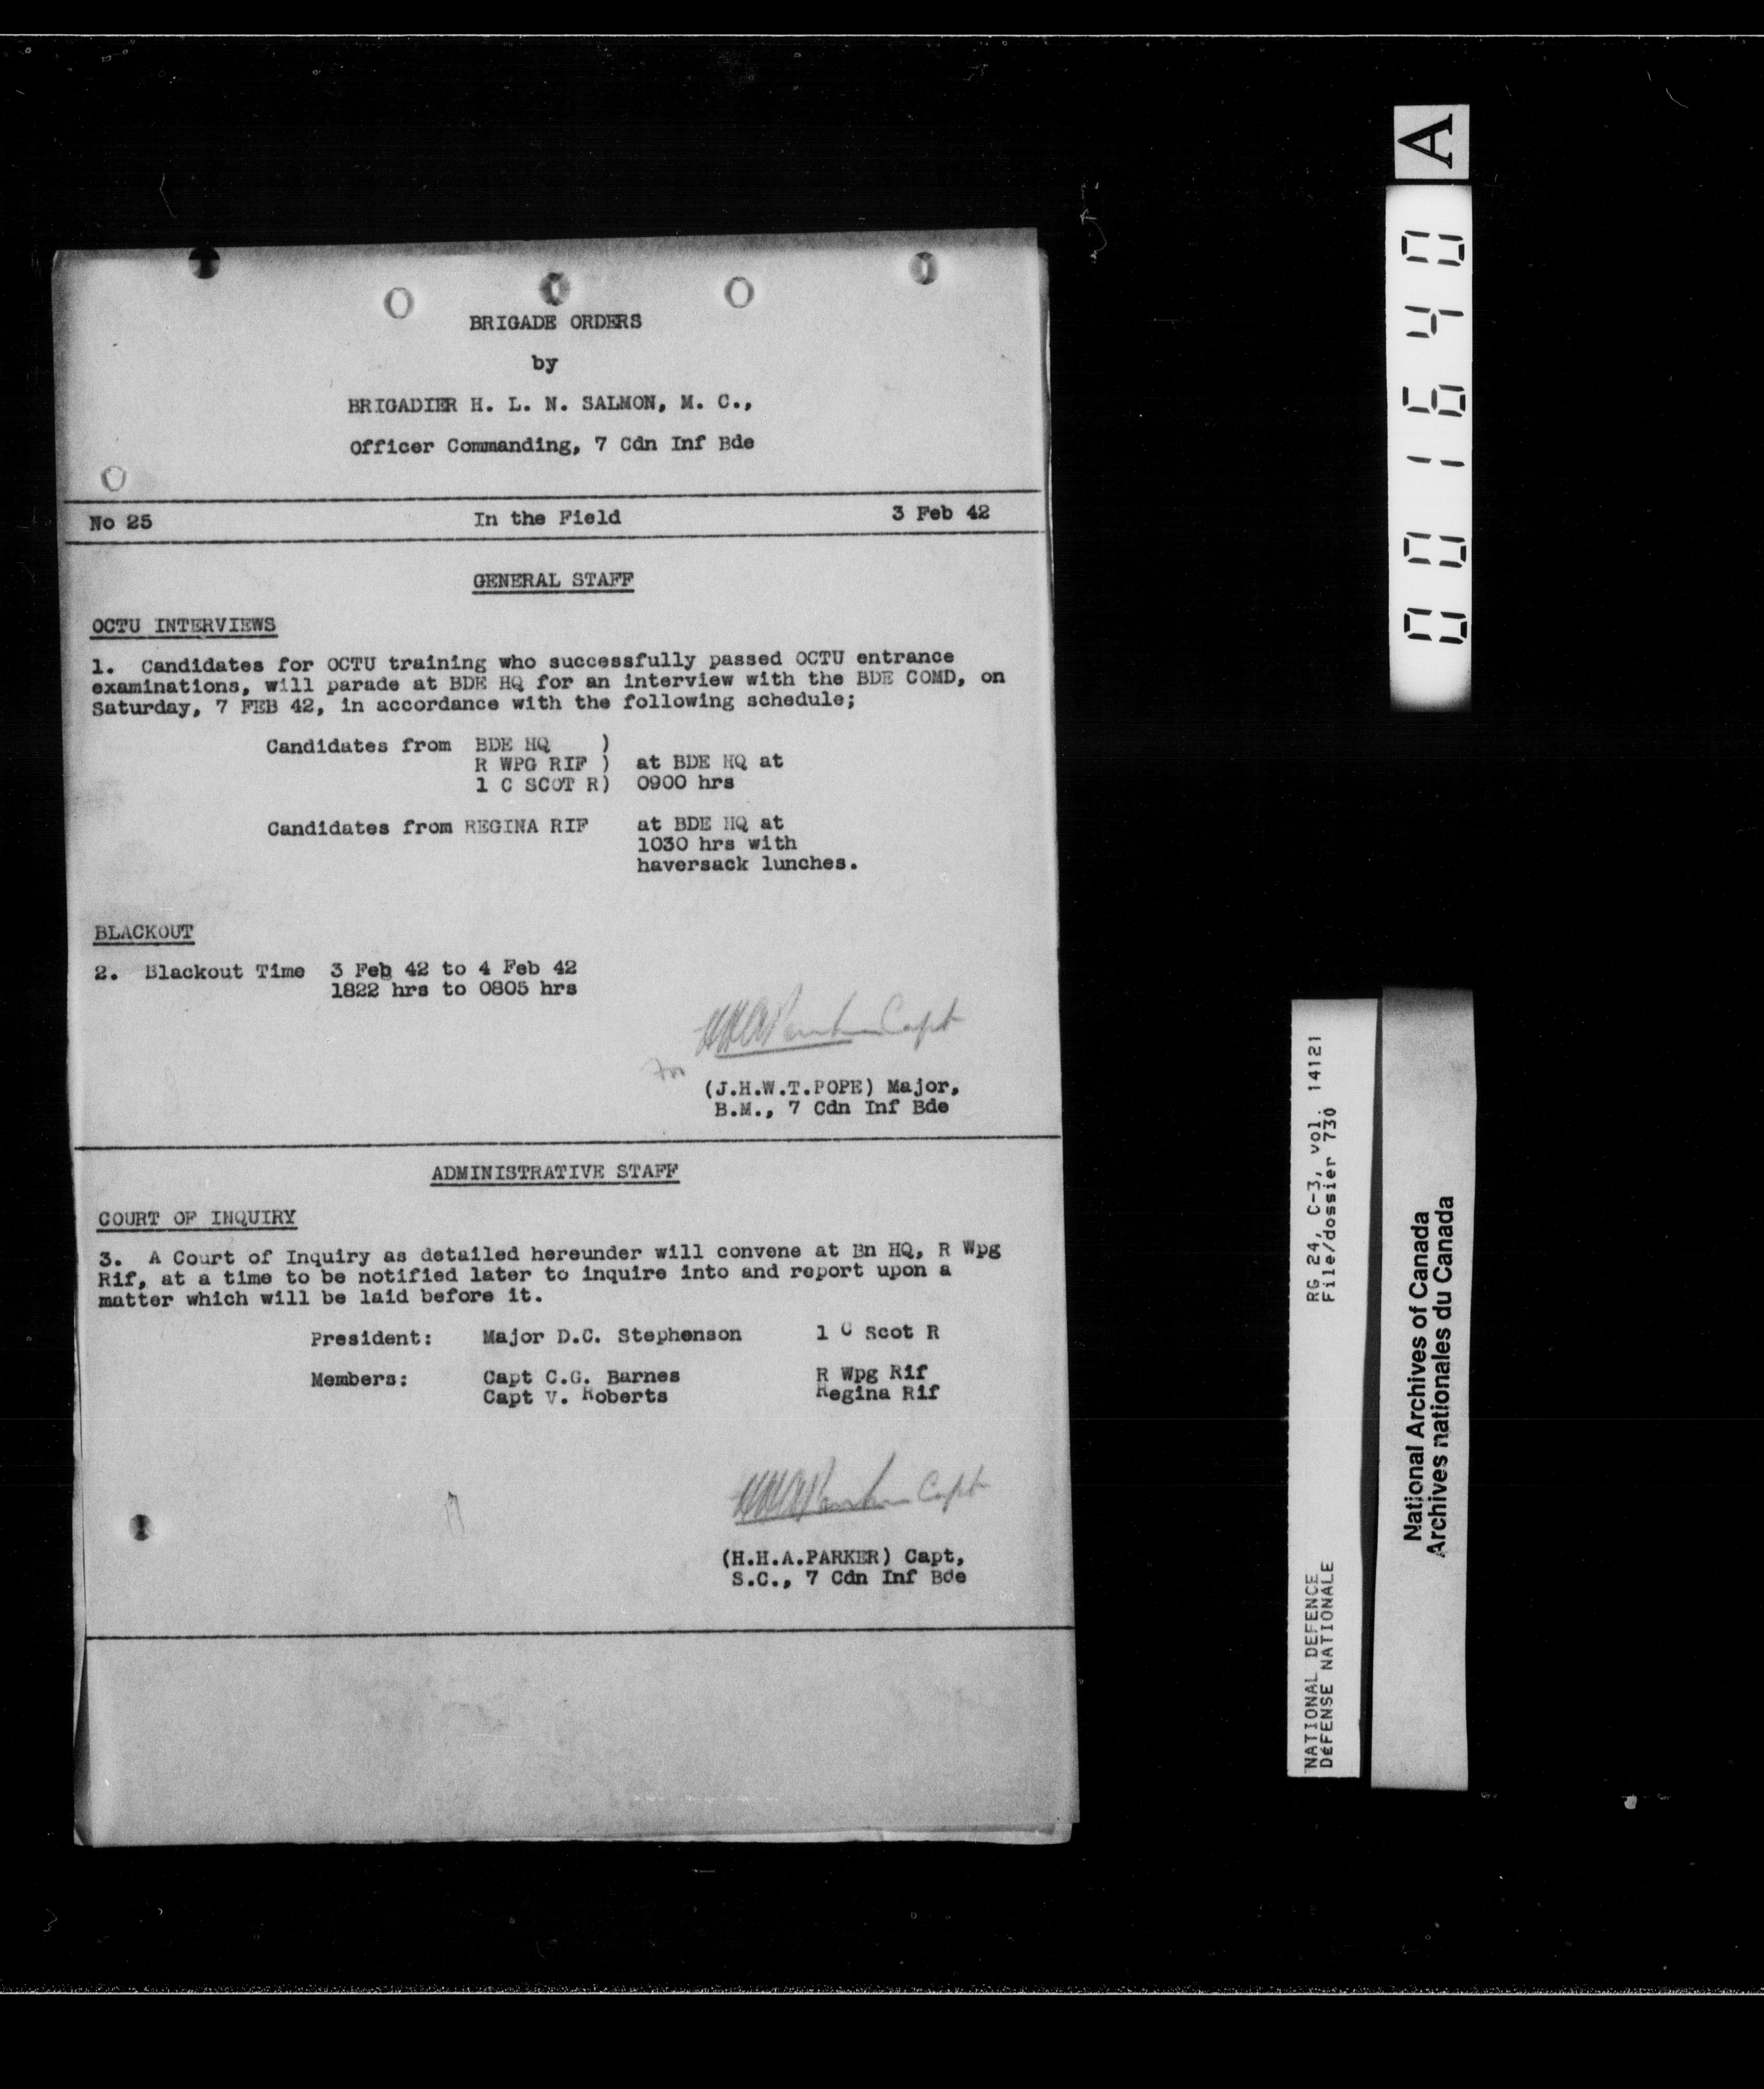 BRIGADE ORDERS
by
BRIGADIER H. L. N. SALMON, M. C.,
Officer Commanding, 7 Cdn Inf Bde
No 25 In the Field 3 Feb 42
GENERAL STAFF
OCTU INTERVIEWS
1. Candidates for OCTU training who successfully passed OCTU entrance
examinations, will parade at BDE HQ for an interview with the BDE COMD, on
Saturday, 7 FEB 42, in accordance with the following schedule;
Candidates from BDE HQ )
R WPG RIF ) at BDE HQ at
1 C SCOT R) 0900 hrs
Candidates from REGINA RIF at BDE HQ at
1030 hrs with
haversack lunches.
BLACKOUT
2. Blackout Time 3 Feb 42 to 4 Feb 42
1822 hrs to 0805 hrs
HHA Parker Capt
for
(J.H.W.T.POPE) Major,
B.M., 7 Cdn Inf Bde
ADMINISTRATIVE STAFF
COURT OF INQUIRY
3. A Court of Inquiry as detailed hereunder will convene at Bn HQ, R Wpg
Rif, at a time to be notified later to inquire into and report upon a
matter which will be laid before it.
President: Major D.C. Stephenson 1 C Scot R
Members: Capt C.G. Barnes R Wpg Rif
Capt V. Roberts Regina Rif
HHA Parker Capt
(H.H.A.PARKER) Capt,
S.C., 7 Cdn Inf Bde
A
001640
NATIONAL DEFENCE RG 24, C-3, vol. 14121
DéFENSE NATIONALE File/dossier 730
National Archives of Canada
Archives nationales du Canada